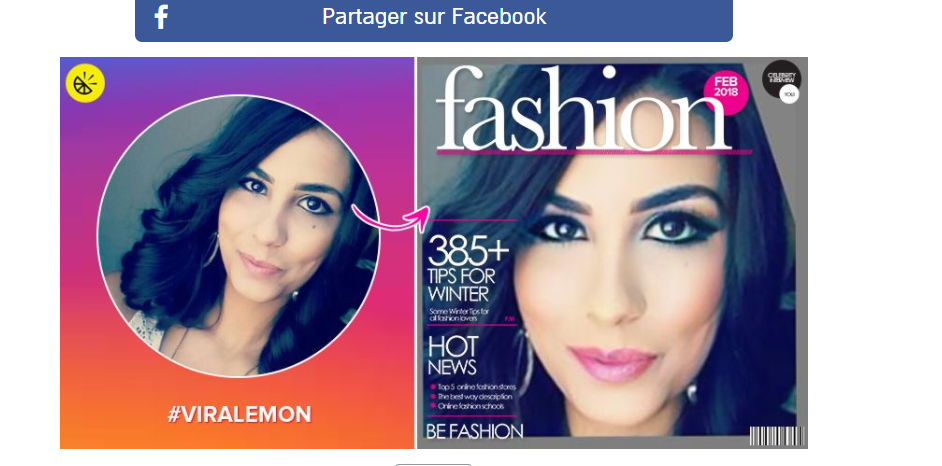 Partager sur Facebook
#VIRALEMON
fashion
FEB
2018
CELEBRITY
INTERVIEW
YOU!
385+
TIPS FOR
WINTER
Some Winter Tips for
all fashion lovers
HOT
NEWS
Top 5 online fashion stores
The best way description
Online fashion schools
BE FASHION